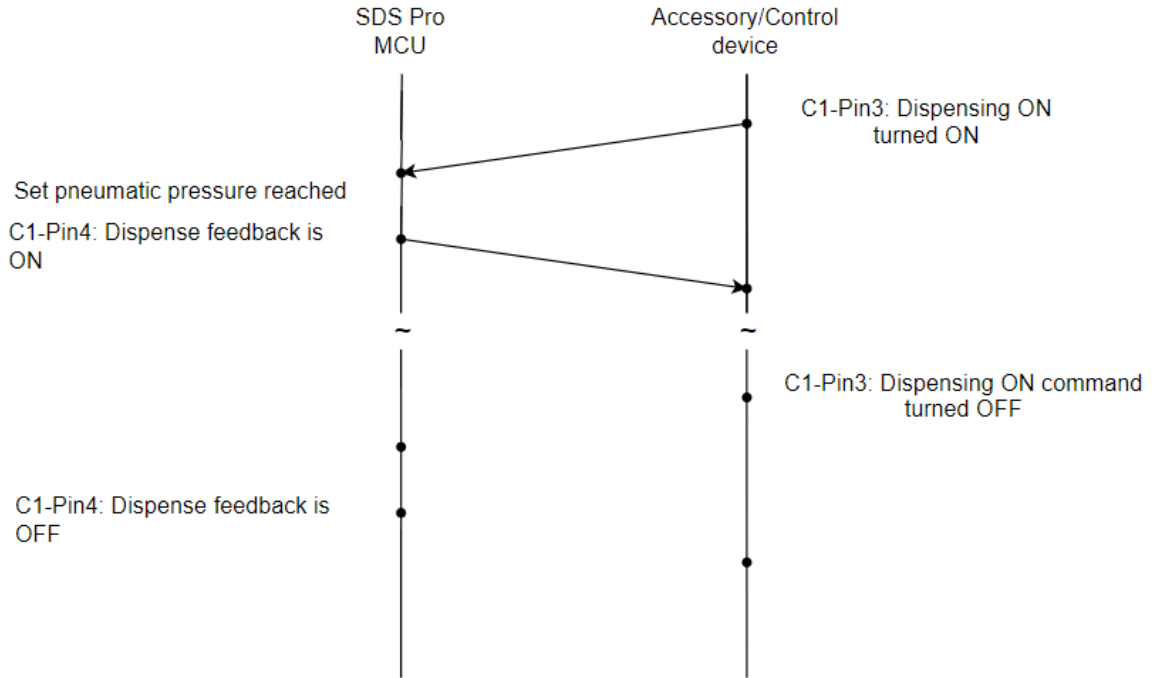 SDS Pro
MCU
Accessory/Control
device
C1-Pin3: Dispensing ON
turned ON
Set pneumatic pressure reached
C1-Pin4: Dispense feedback is
ON
~
~
C1-Pin3: Dispensing ON command
turned OFF
C1-Pin4: Dispense feedback is
OFF